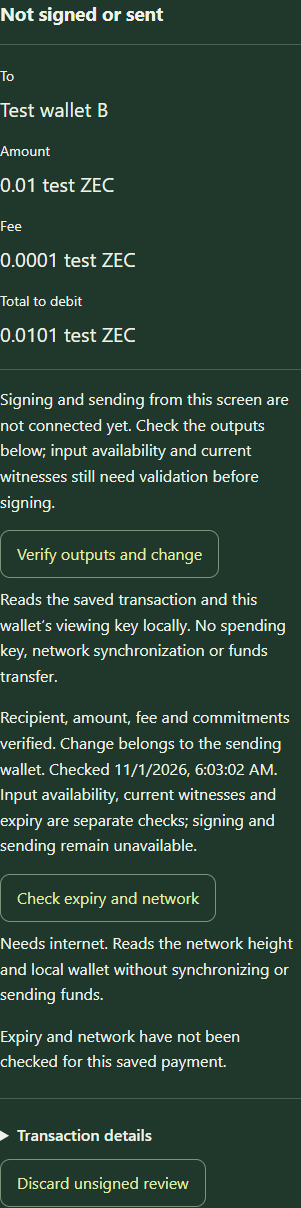 Not signed or sent
To
Test wallet B
Amount
0.01 test ZEC
Fee
0.0001 test ZEC
Total to debit
0.0101 test ZEC
Signing and sending from this screen are
not connected yet. Check the outputs
below; input availability and current
witnesses still need validation before
signing.
Verify outputs and change
Reads the saved transaction and this
wallet’s viewing key locally. No spending
key, network synchronization or funds
transfer.
Recipient, amount, fee and commitments
verified. Change belongs to the sending
wallet. Checked 11/1/2026, 6:03:02 AM.
Input availability, current witnesses and
expiry are separate checks; signing and
sending remain unavailable.
Check expiry and network
Needs internet. Reads the network height
and local wallet without synchronizing or
sending funds.
Expiry and network have not been
checked for this saved payment.
Transaction details
Discard unsigned review